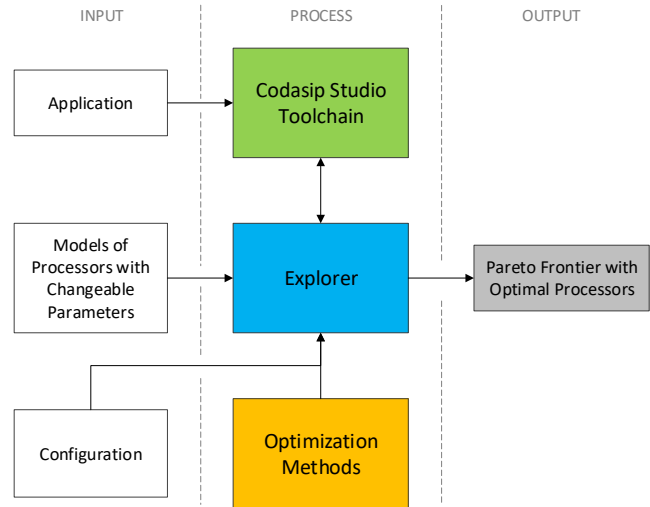 INPUT
PROCESS
OUTPUT
Application
Codasip Studio
Toolchain
Models of
Processors with
Changeable
Parameters
Explorer
Pareto Frontier with
Optimal Processors
Configuration
Optimization
Methods